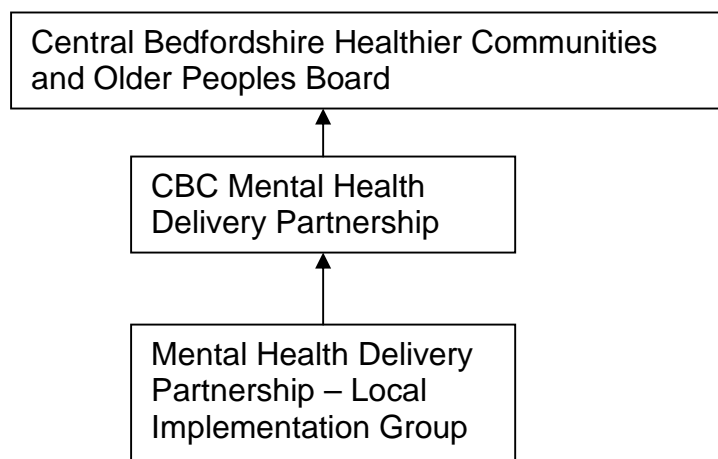 Central Bedfordshire Healthier Communities
and Older Peoples Board
CBC Mental Health
Delivery Partnership
Mental Health Delivery
Partnership – Local
Implementation Group